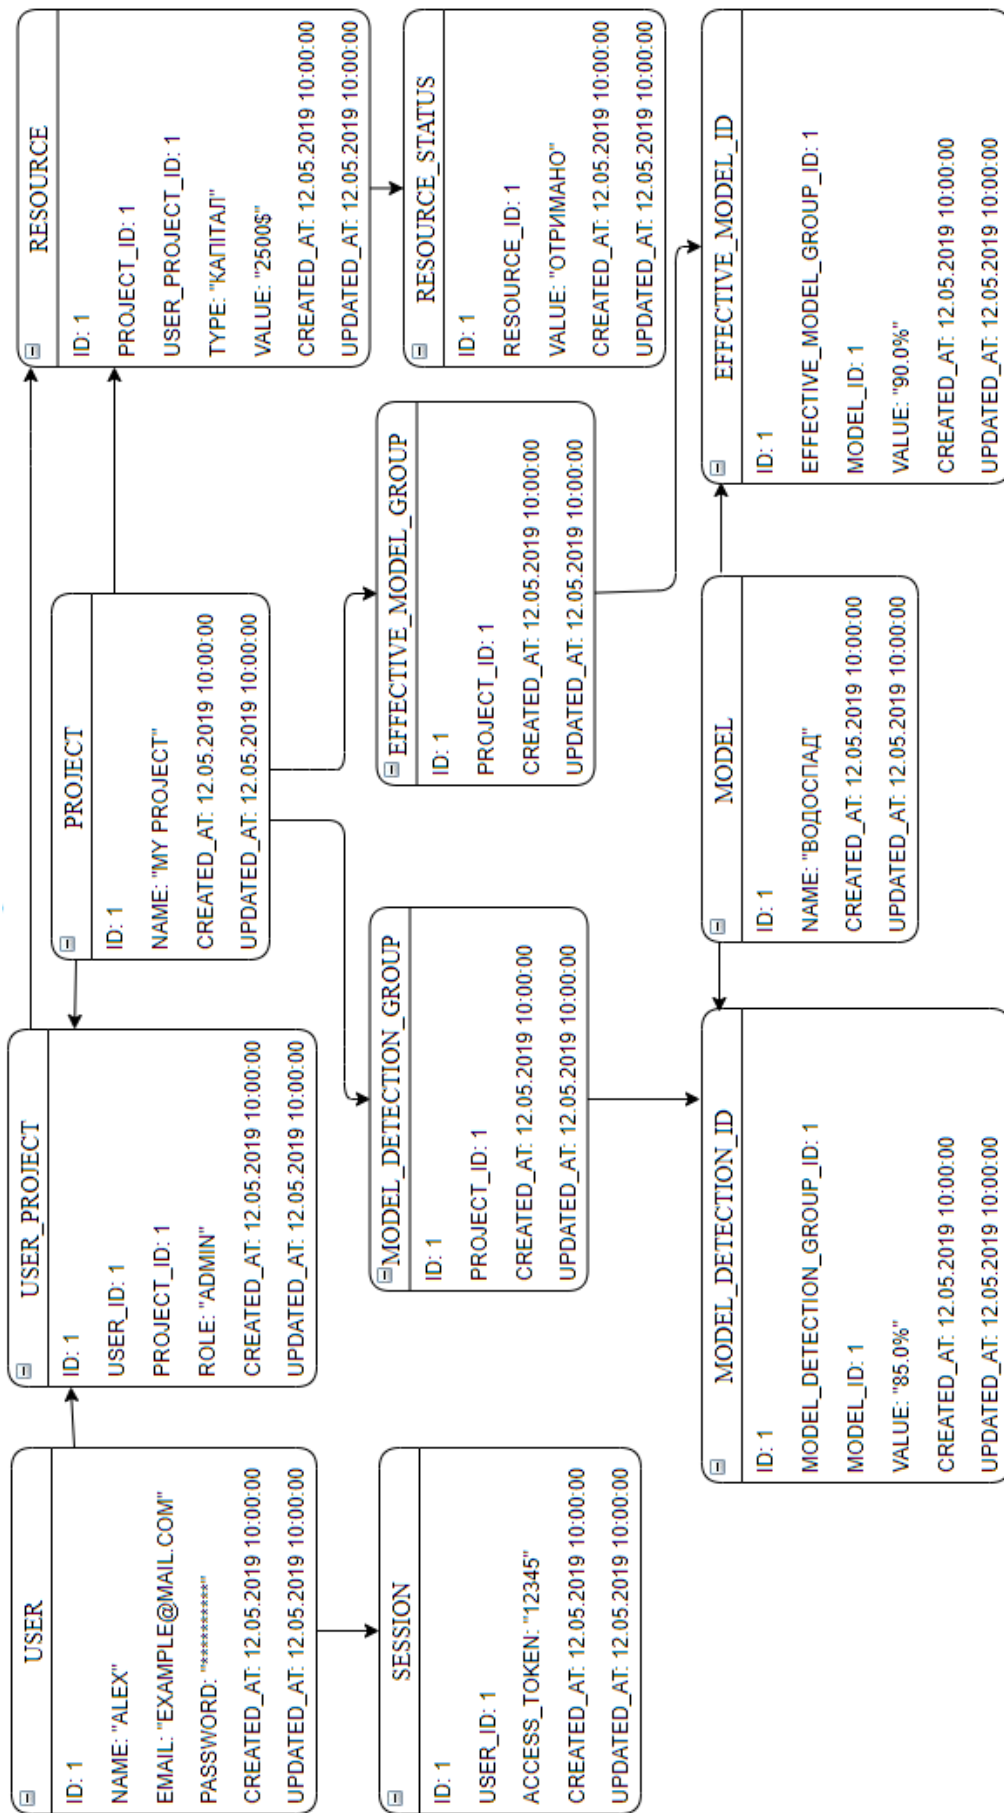 USER
ID: 1
NAME: "ALEX"
EMAIL: "EXAMPLE@MAIL.COM"
PASSWORD: "**********"
CREATED_AT: 12.05.2019 10:00:00
UPDATED_AT: 12.05.2019 10:00:00
USER_PROJECT
ID: 1
USER_ID: 1
PROJECT_ID: 1
ROLE: "ADMIN"
CREATED_AT: 12.05.2019 10:00:00
UPDATED_AT: 12.05.2019 10:00:00
PROJECT
ID: 1
NAME: "MY PROJECT"
CREATED_AT: 12.05.2019 10:00:00
UPDATED_AT: 12.05.2019 10:00:00
RESOURCE
ID: 1
PROJECT_ID: 1
USER_PROJECT_ID: 1
TYPE: "КАПІТАЛ"
VALUE: "2500$"
CREATED_AT: 12.05.2019 10:00:00
UPDATED_AT: 12.05.2019 10:00:00
SESSION
ID: 1
USER_ID: 1
ACCESS_TOKEN: "12345"
CREATED_AT: 12.05.2019 10:00:00
UPDATED_AT: 12.05.2019 10:00:00
MODEL_DETECTION_GROUP
ID: 1
PROJECT_ID: 1
CREATED_AT: 12.05.2019 10:00:00
UPDATED_AT: 12.05.2019 10:00:00
EFFECTIVE_MODEL_GROUP
ID: 1
PROJECT_ID: 1
CREATED_AT: 12.05.2019 10:00:00
UPDATED_AT: 12.05.2019 10:00:00
RESOURCE_STATUS
ID: 1
RESOURCE_ID: 1
VALUE: "ОТРИМАНО"
CREATED_AT: 12.05.2019 10:00:00
UPDATED_AT: 12.05.2019 10:00:00
MODEL_DETECTION_ID
ID: 1
MODEL_DETECTION_GROUP_ID: 1
MODEL_ID: 1
VALUE: "85.0%"
CREATED_AT: 12.05.2019 10:00:00
UPDATED_AT: 12.05.2019 10:00:00
MODEL
ID: 1
NAME: "ВОДОСПАД"
CREATED_AT: 12.05.2019 10:00:00
UPDATED_AT: 12.05.2019 10:00:00
EFFECTIVE_MODEL_ID
ID: 1
EFFECTIVE_MODEL_GROUP_ID: 1
MODEL_ID: 1
VALUE: "90.0%"
CREATED_AT: 12.05.2019 10:00:00
UPDATED_AT: 12.05.2019 10:00:00